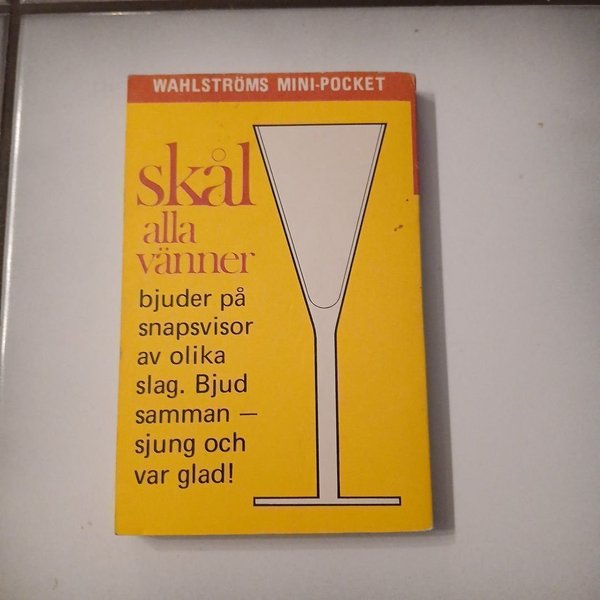 WAHLSTRÖMS MINI-POCKET
skål
alla
vänner
bjuder på
snapsvisor
av olika
slag. Bjud
samman –
sjung och
var glad!